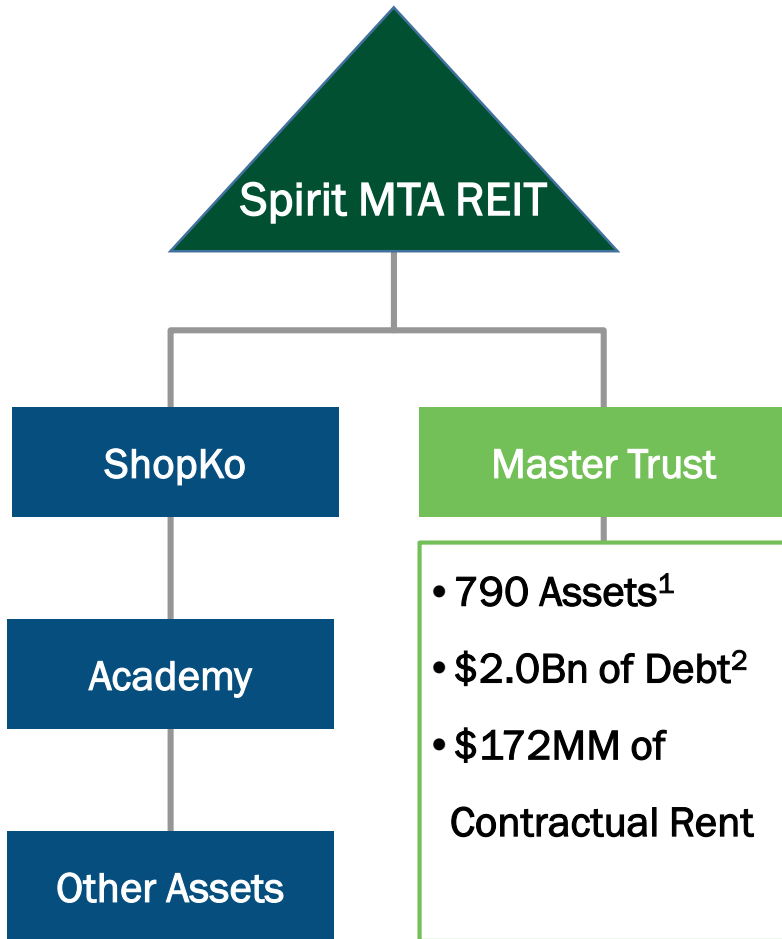 Spirit MTA REIT
ShopKo
Master Trust
Academy
Other Assets
• 790 Assets¹
• $2.0Bn of Debt²
• $172MM of
Contractual Rent